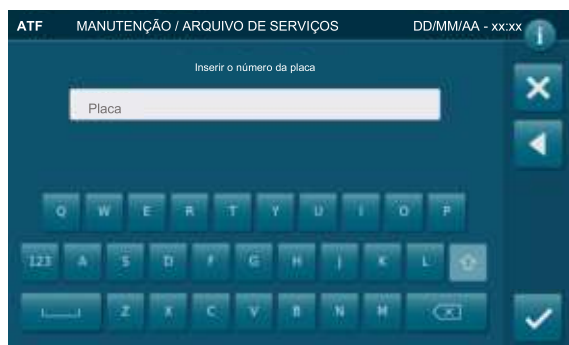 ATF MANUTENÇÃO / ARQUIVO DE SERVIÇOS DD/MM/AA - xx:xx
Inserir o número da placa
Placa
Q W E R T Y U I O P
123 A S D F G H J K L
Z X C V B N M